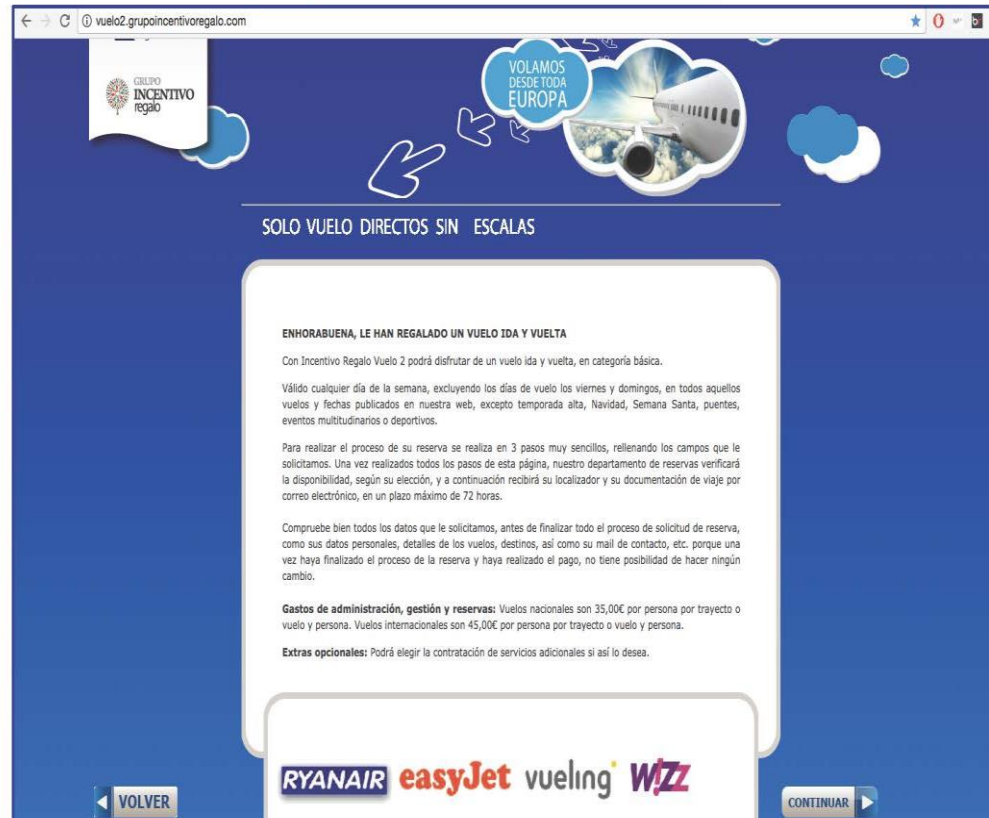 vuelo2.grupoincentivoregalo.com
GRUPO
INCENTIVO
regalo
VOLAMOS
DESDE TODA
EUROPA
SOLO VUELO DIRECTOS SIN ESCALAS
ENHORABUENA, LE HAN REGALADO UN VUELO IDA Y VUELTA
Con Incentivo Regalo Vuelo 2 podrá disfrutar de un vuelo ida y vuelta, en categoría básica.
Válido cualquier día de la semana, excluyendo los días de vuelo los viernes y domingos, en todos aquellos
vuelos y fechas publicados en nuestra web, excepto temporada alta, Navidad, Semana Santa, puentes,
eventos multitudinarios o deportivos.
Para realizar el proceso de su reserva se realiza en 3 pasos muy sencillos, rellenando los campos que le
solicitamos. Una vez realizados todos los pasos de esta página, nuestro departamento de reservas verificará
la disponibilidad, según su elección, y a continuación recibirá su localizador y su documentación de viaje por
correo electrónico, en un plazo máximo de 72 horas.
Compruebe bien todos los datos que le solicitamos, antes de finalizar todo el proceso de solicitud de reserva,
como sus datos personales, detalles de los vuelos, destinos, así como su mail de contacto, etc. porque una
vez haya finalizado el proceso de la reserva y haya realizado el pago, no tiene posibilidad de hacer ningún
cambio.
Gastos de administración, gestión y reservas: Vuelos nacionales son 35,00€ por persona por trayecto o
vuelo y persona. Vuelos internacionales son 45,00€ por persona por trayecto o vuelo y persona.
Extras opcionales: Podrá elegir la contratación de servicios adicionales si así lo desea.
RYANAIR easyJet vueling WIZZ
VOLVER
CONTINUAR